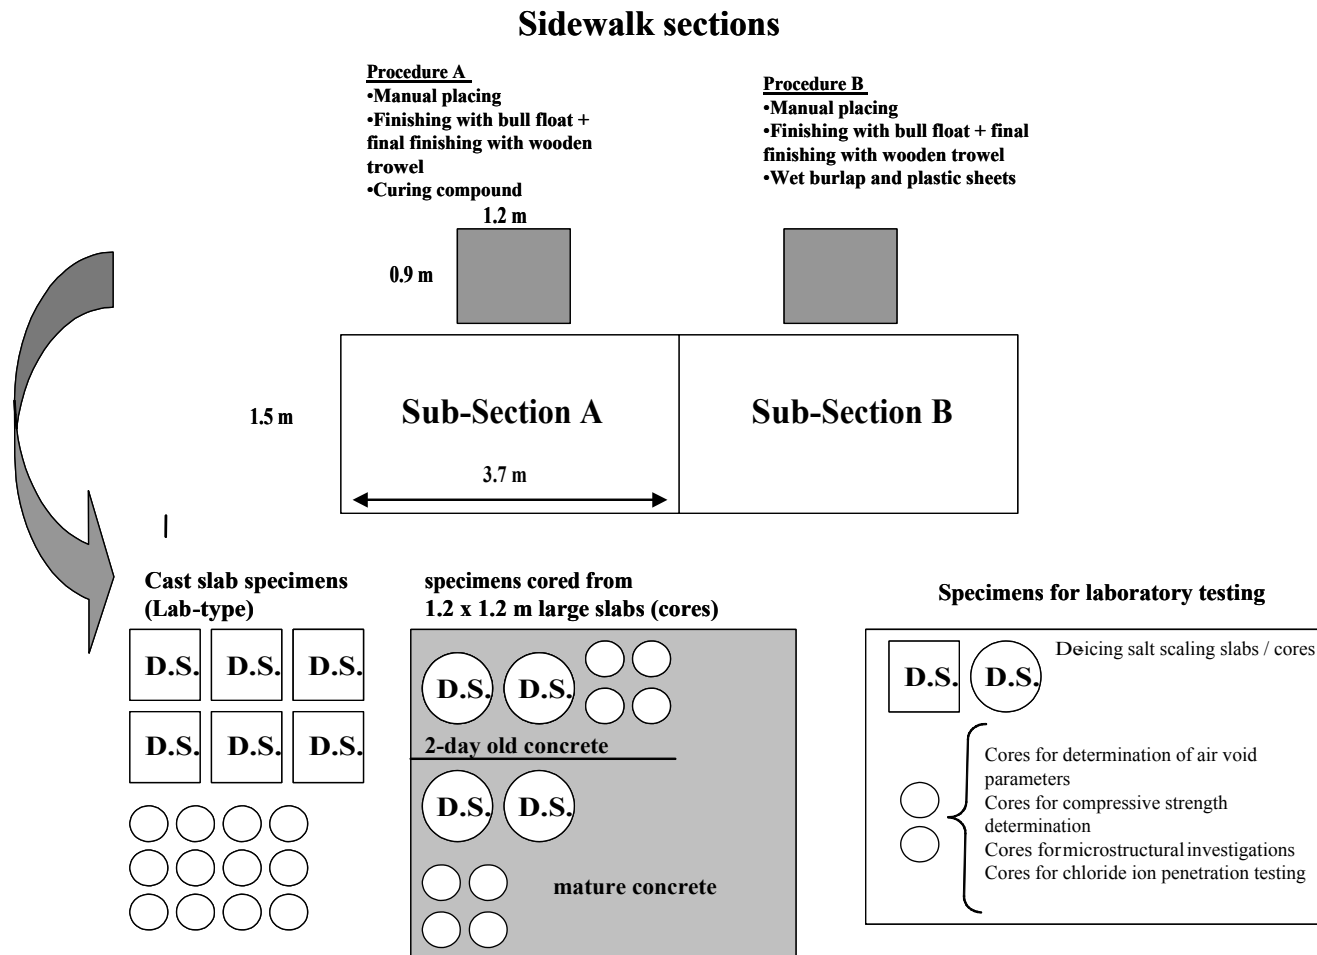 Sidewalk sections
Procedure A
•Manual placing
•Finishing with bull float +
final finishing with wooden
trowel
•Curing compound
Procedure B
•Manual placing
•Finishing with bull float + final
finishing with wooden trowel
•Wet burlap and plastic sheets
1.2 m
0.9 m
1.5 m
Sub-Section A
Sub-Section B
3.7 m
Cast slab specimens
(Lab-type)
D.S. D.S. D.S.
D.S. D.S. D.S.
specimens cored from
1.2 x 1.2 m large slabs (cores)
D.S. D.S.
2-day old concrete
D.S. D.S.
mature concrete
Specimens for laboratory testing
D.S. D.S.
De-icing salt scaling slabs / cores
Cores for determination of air void
parameters
Cores for compressive strength
determination
Cores for microstructural investigations
Cores for chloride ion penetration testing